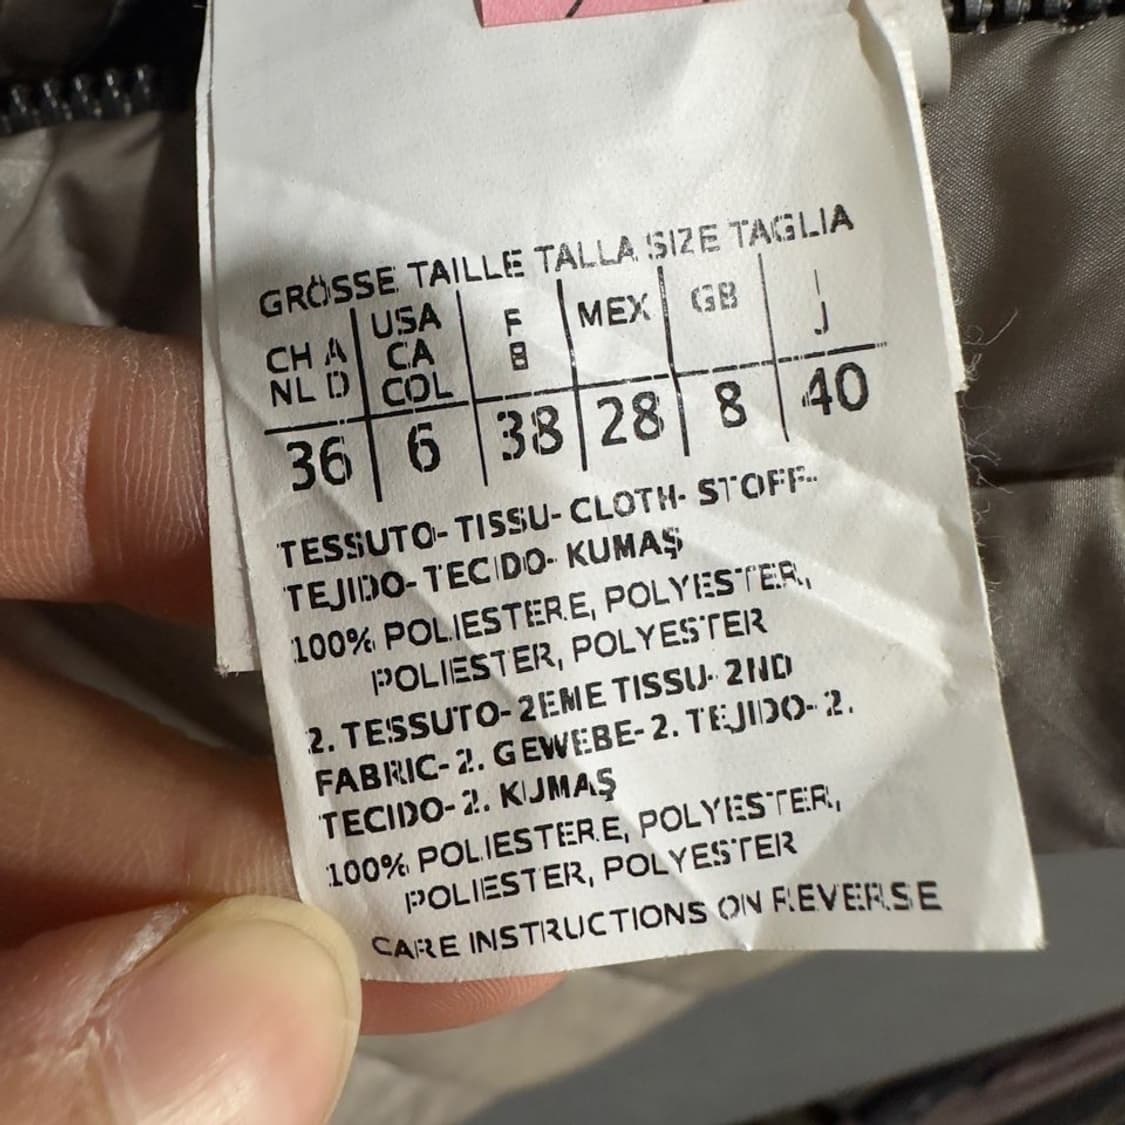 GRÖSSE TAILLE TALLA SIZE TAGLIA
CH A NL D | USA CA COL | F B | MEX | GB | I J
36 | 6 | 38 | 28 | 8 | 40
TESSUTO- TISSU- CLOTH- STOFF-
TEJIDO- TECIDO- KUMAŞ
100% POLIESTERE, POLYESTER,
POLIESTER, POLYESTER
2. TESSUTO- 2EME TISSU- 2ND
FABRIC- 2. GEWEBE- 2. TEJIDO- 2.
TECIDO- 2. KUMAŞ
100% POLIESTERE, POLYESTER,
POLIESTER, POLYESTER
CARE INSTRUCTIONS ON REVERSE